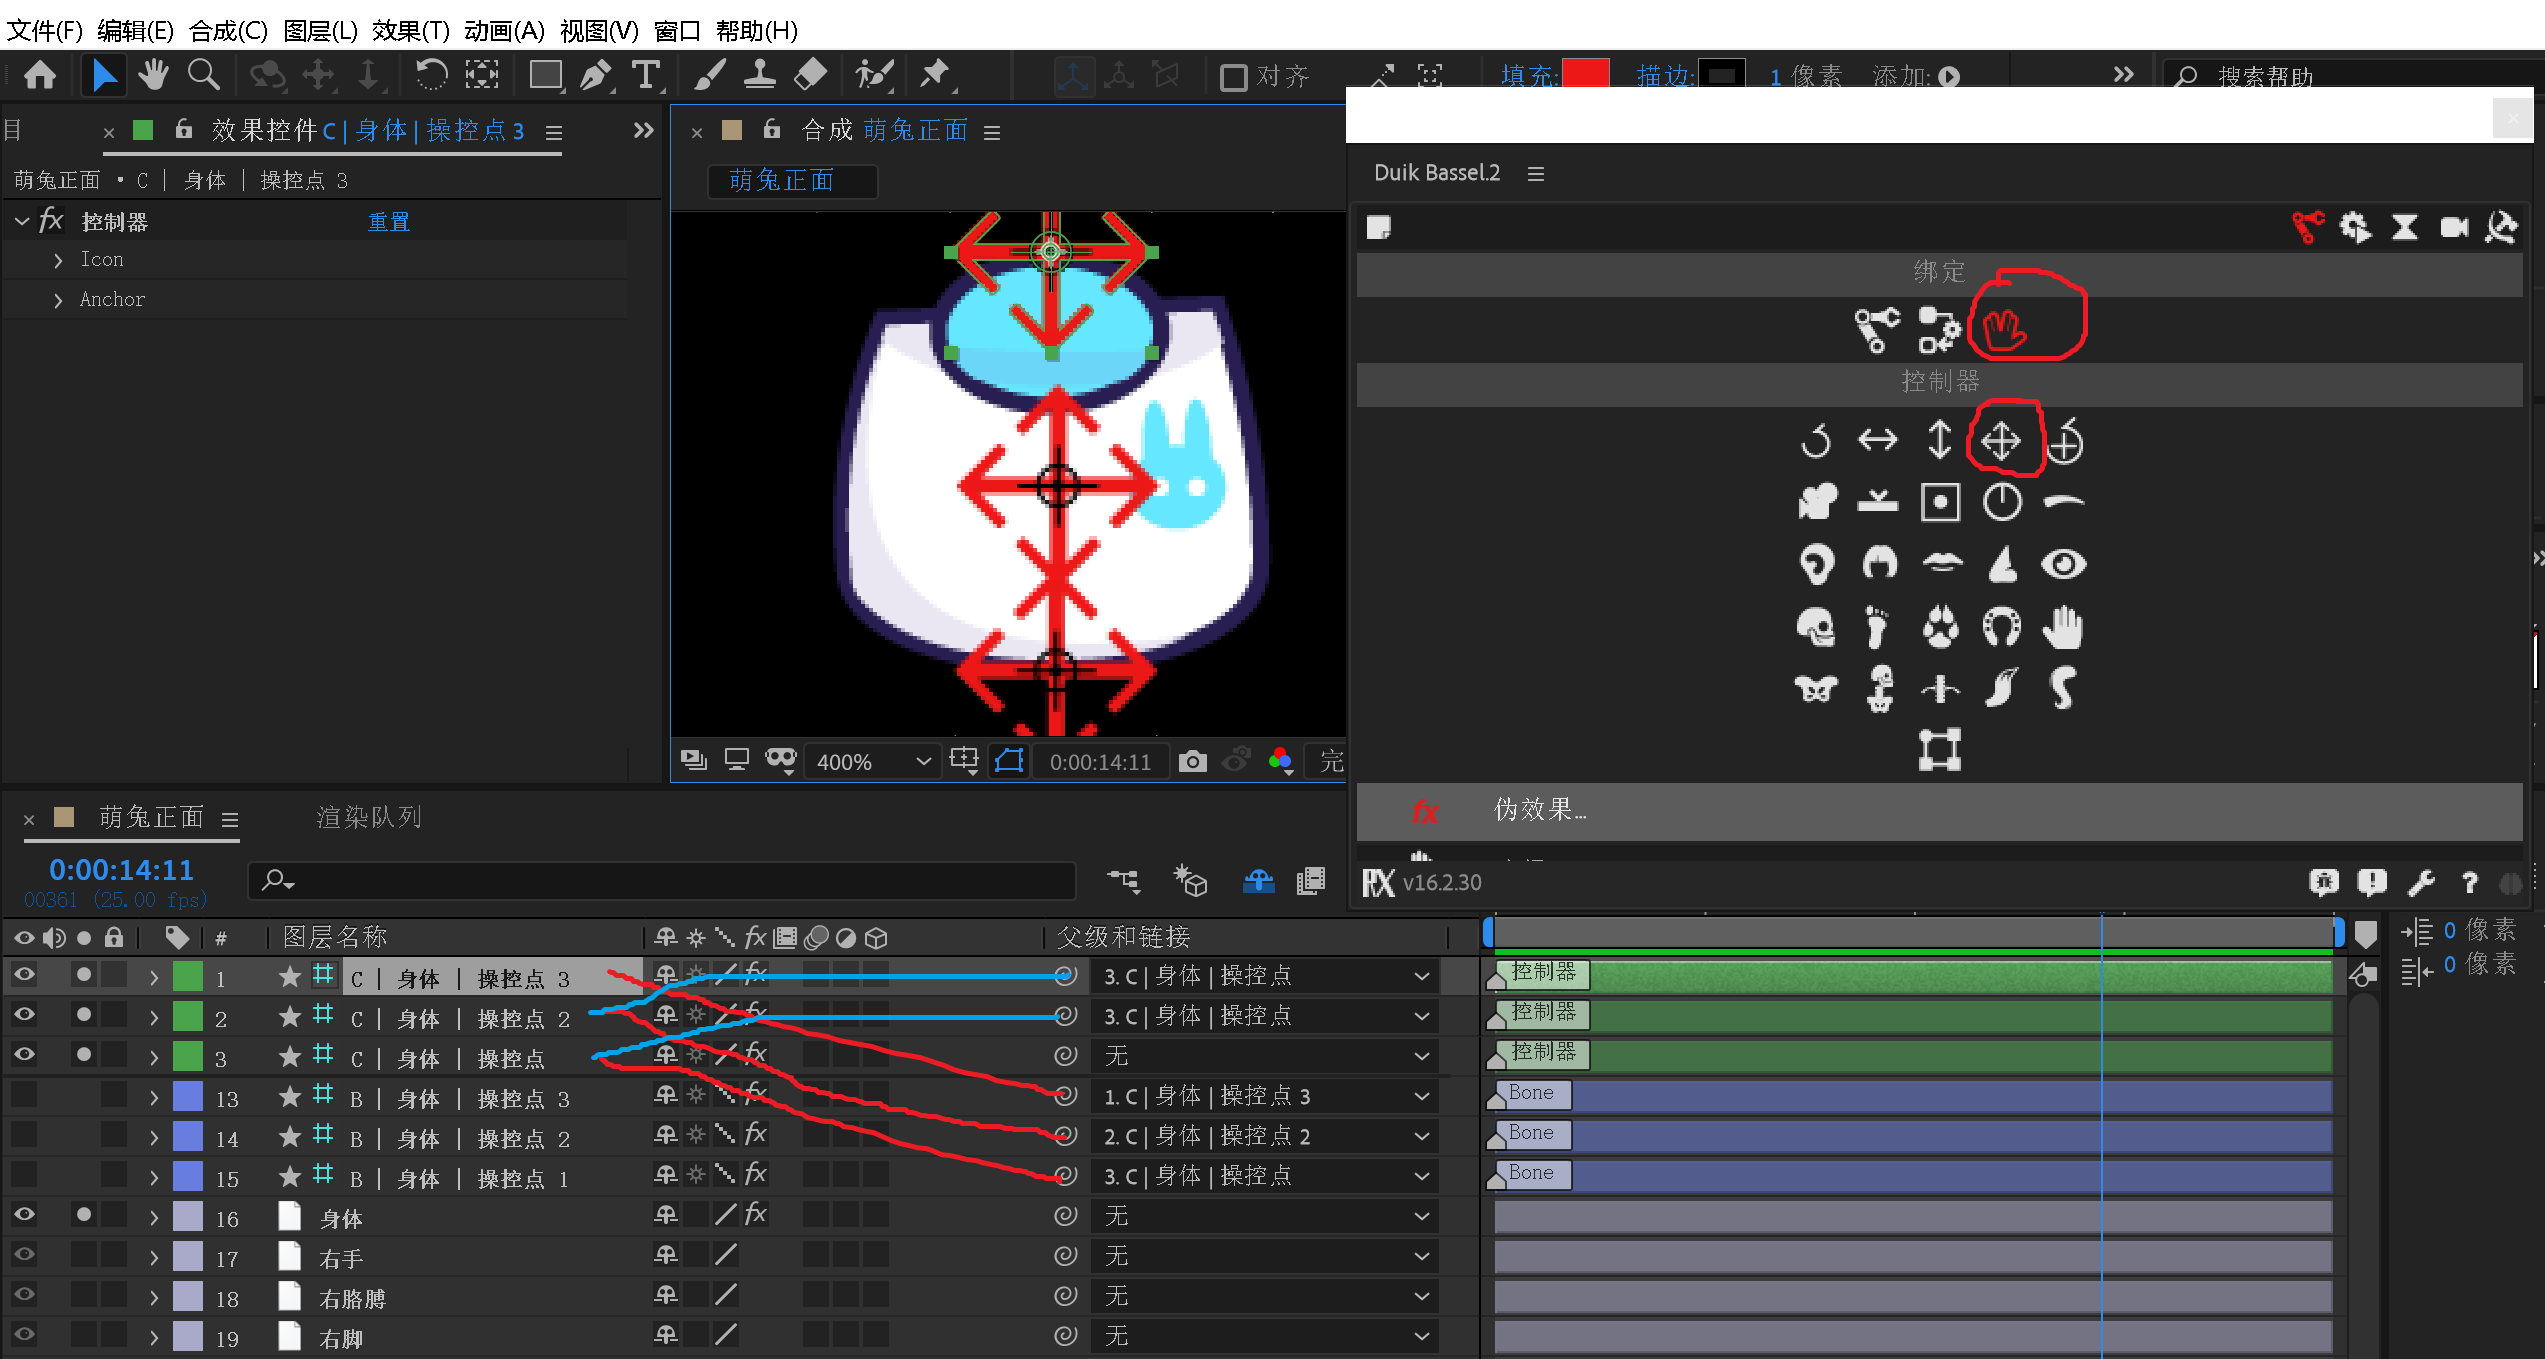 文件(F) 编辑(E) 合成(C) 图层(L) 效果(T) 动画(A) 视图(V) 窗口 帮助(H)
对齐 填充: 描边: 1 像素 添加: 搜索帮助
目 × 效果控件 C | 身体 | 操控点 3
萌兔正面 • C | 身体 | 操控点 3
fx 控制器 重置
Icon
Anchor
× 合成 萌兔正面
萌兔正面
400% 0:00:14:11 完
Duik Bassel.2
绑定
控制器
fx 伪效果...
RX v16.2.30
× 萌兔正面 渲染队列
0:00:14:11
00361 (25.00 fps)
# 图层名称 fx 父级和链接
1 C | 身体 | 操控点 3 3. C | 身体 | 操控点 控制器
2 C | 身体 | 操控点 2 fx 3. C | 身体 | 操控点 控制器
3 C | 身体 | 操控点 fx 无 控制器
13 B | 身体 | 操控点 3 fx 1. C | 身体 | 操控点 3 Bone
14 B | 身体 | 操控点 2 fx 2. C | 身体 | 操控点 2 Bone
15 B | 身体 | 操控点 1 fx 3. C | 身体 | 操控点 Bone
16 身体 fx 无
17 右手 无
18 右胳膊 无
19 右脚 无
0 像素
0 像素